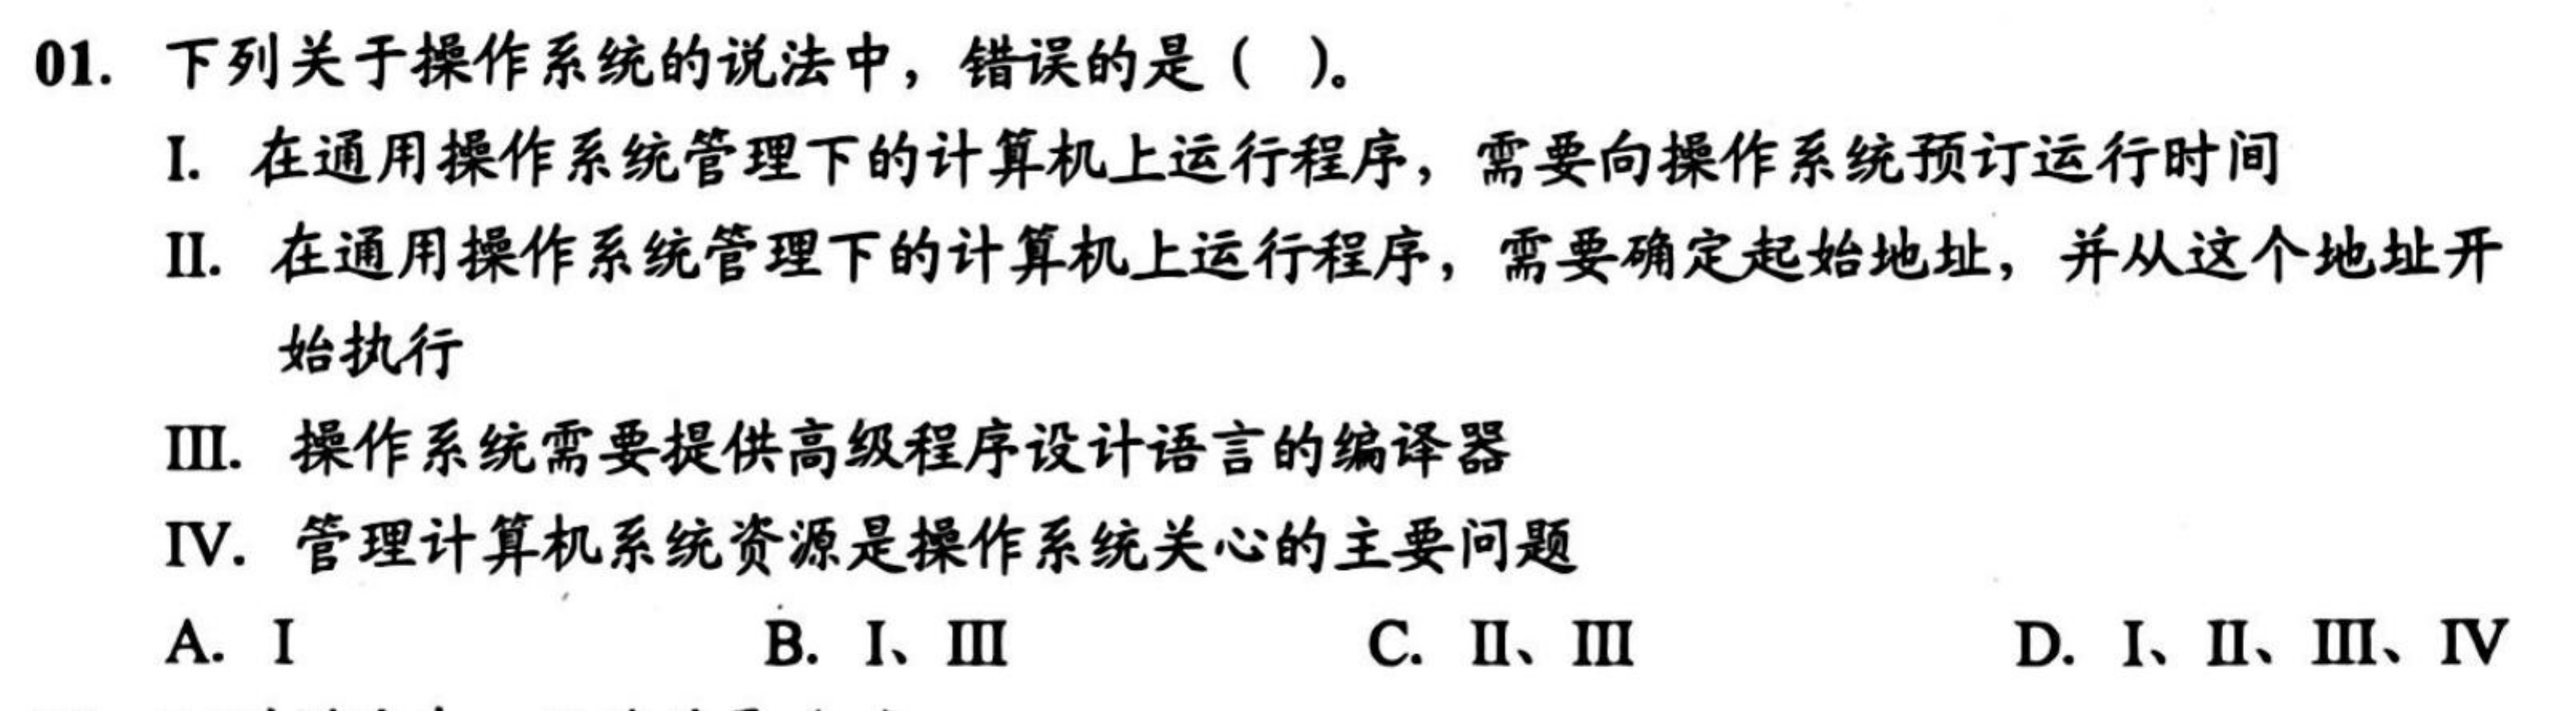 01. 下列关于操作系统的说法中，错误的是（ ）。
I. 在通用操作系统管理下的计算机上运行程序，需要向操作系统预订运行时间
II. 在通用操作系统管理下的计算机上运行程序，需要确定起始地址，并从这个地址开
始执行
III. 操作系统需要提供高级程序设计语言的编译器
IV. 管理计算机系统资源是操作系统关心的主要问题
A. I B. I、III C. II、III D. I、II、III、IV